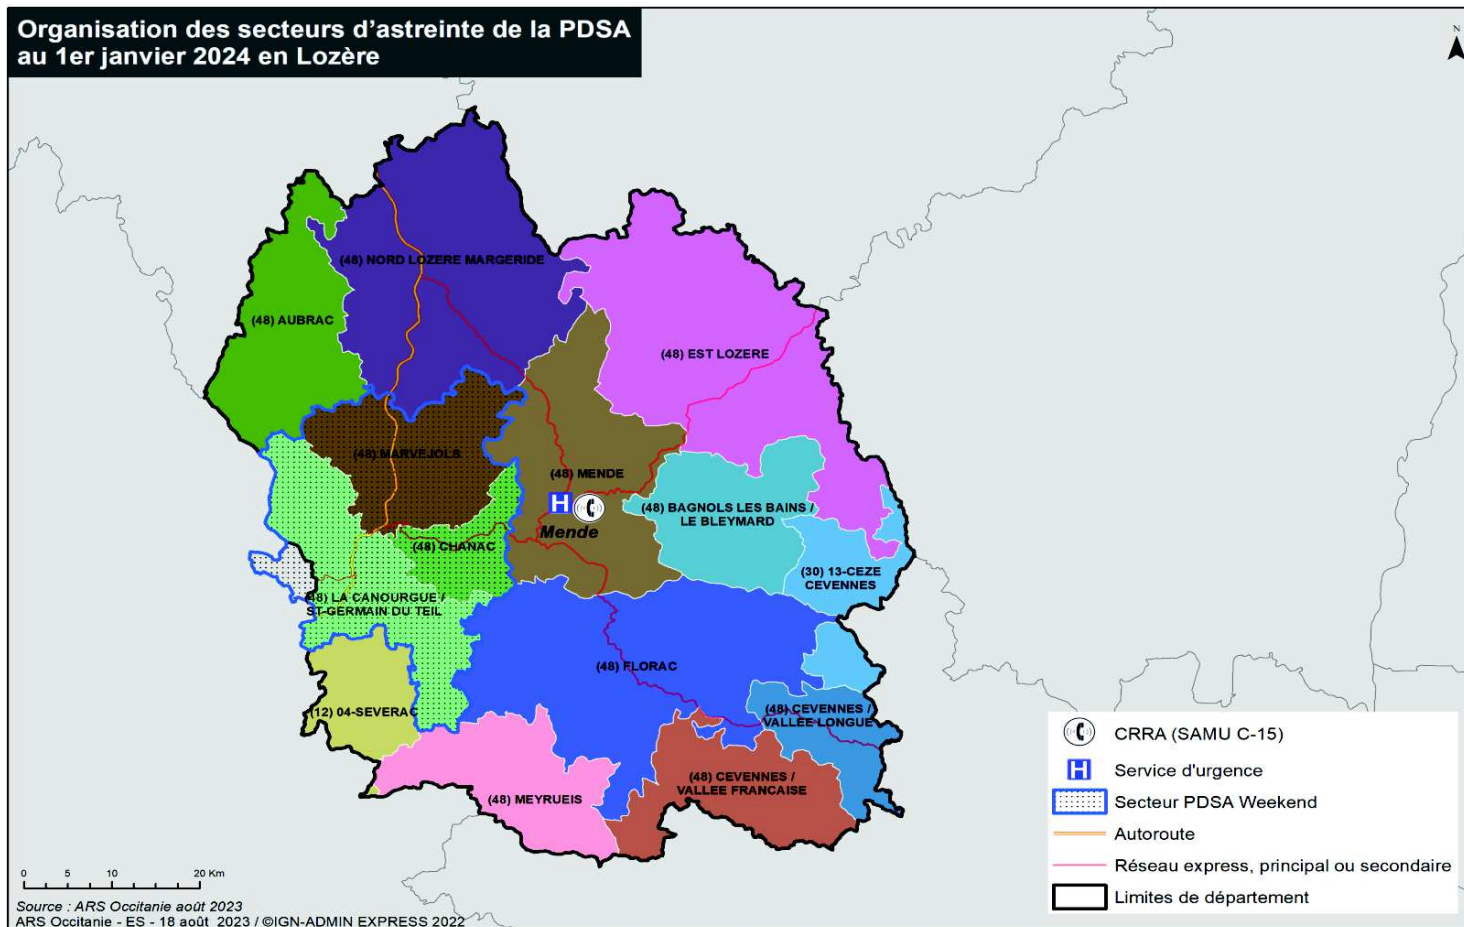 Organisation des secteurs d'astreinte de la PDSA
au 1er janvier 2024 en Lozère
N
(48) NORD LOZERE MARGERIDE
(48) AUBRAC
(48) EST LOZERE
(48) MARVEJOLS
(48) MENDE
H
Mende
(48) BAGNOLS LES BAINS /
LE BLEYMARD
(48) CHANAC
(30) 13-CEZE
CEVENNES
(48) LA CANOURGUE /
ST-GERMAIN DU TEIL
(48) FLORAC
(12) 04-SEVERAC
(48) CEVENNES /
VALLEE LONGUE
(48) CEVENNES /
VALLEE FRANCAISE
(48) MEYRUEIS
CRRA (SAMU C-15)
H Service d'urgence
Secteur PDSA Weekend
Autoroute
Réseau express, principal ou secondaire
Limites de département
0 5 10 20 Km
Source : ARS Occitanie août 2023
ARS Occitanie - ES - 18 août 2023 / ©IGN-ADMIN EXPRESS 2022